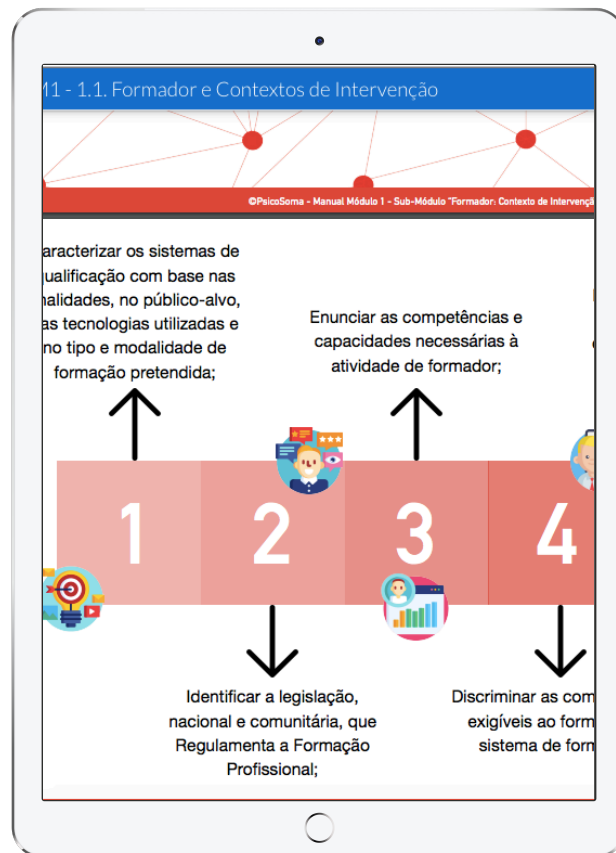 M1 - 1.1. Formador e Contextos de Intervenção
©PsicoSoma - Manual Módulo 1 - Sub-Módulo "Formador: Contexto de Intervençã
aracterizar os sistemas de
ualificação com base nas
nalidades, no público-alvo,
as tecnologias utilizadas e
no tipo e modalidade de
formação pretendida;
Enunciar as competências e
capacidades necessárias à
atividade de formador;
1 2 3 4
Identificar a legislação,
nacional e comunitária, que
Regulamenta a Formação
Profissional;
Discriminar as com
exigíveis ao form
sistema de form